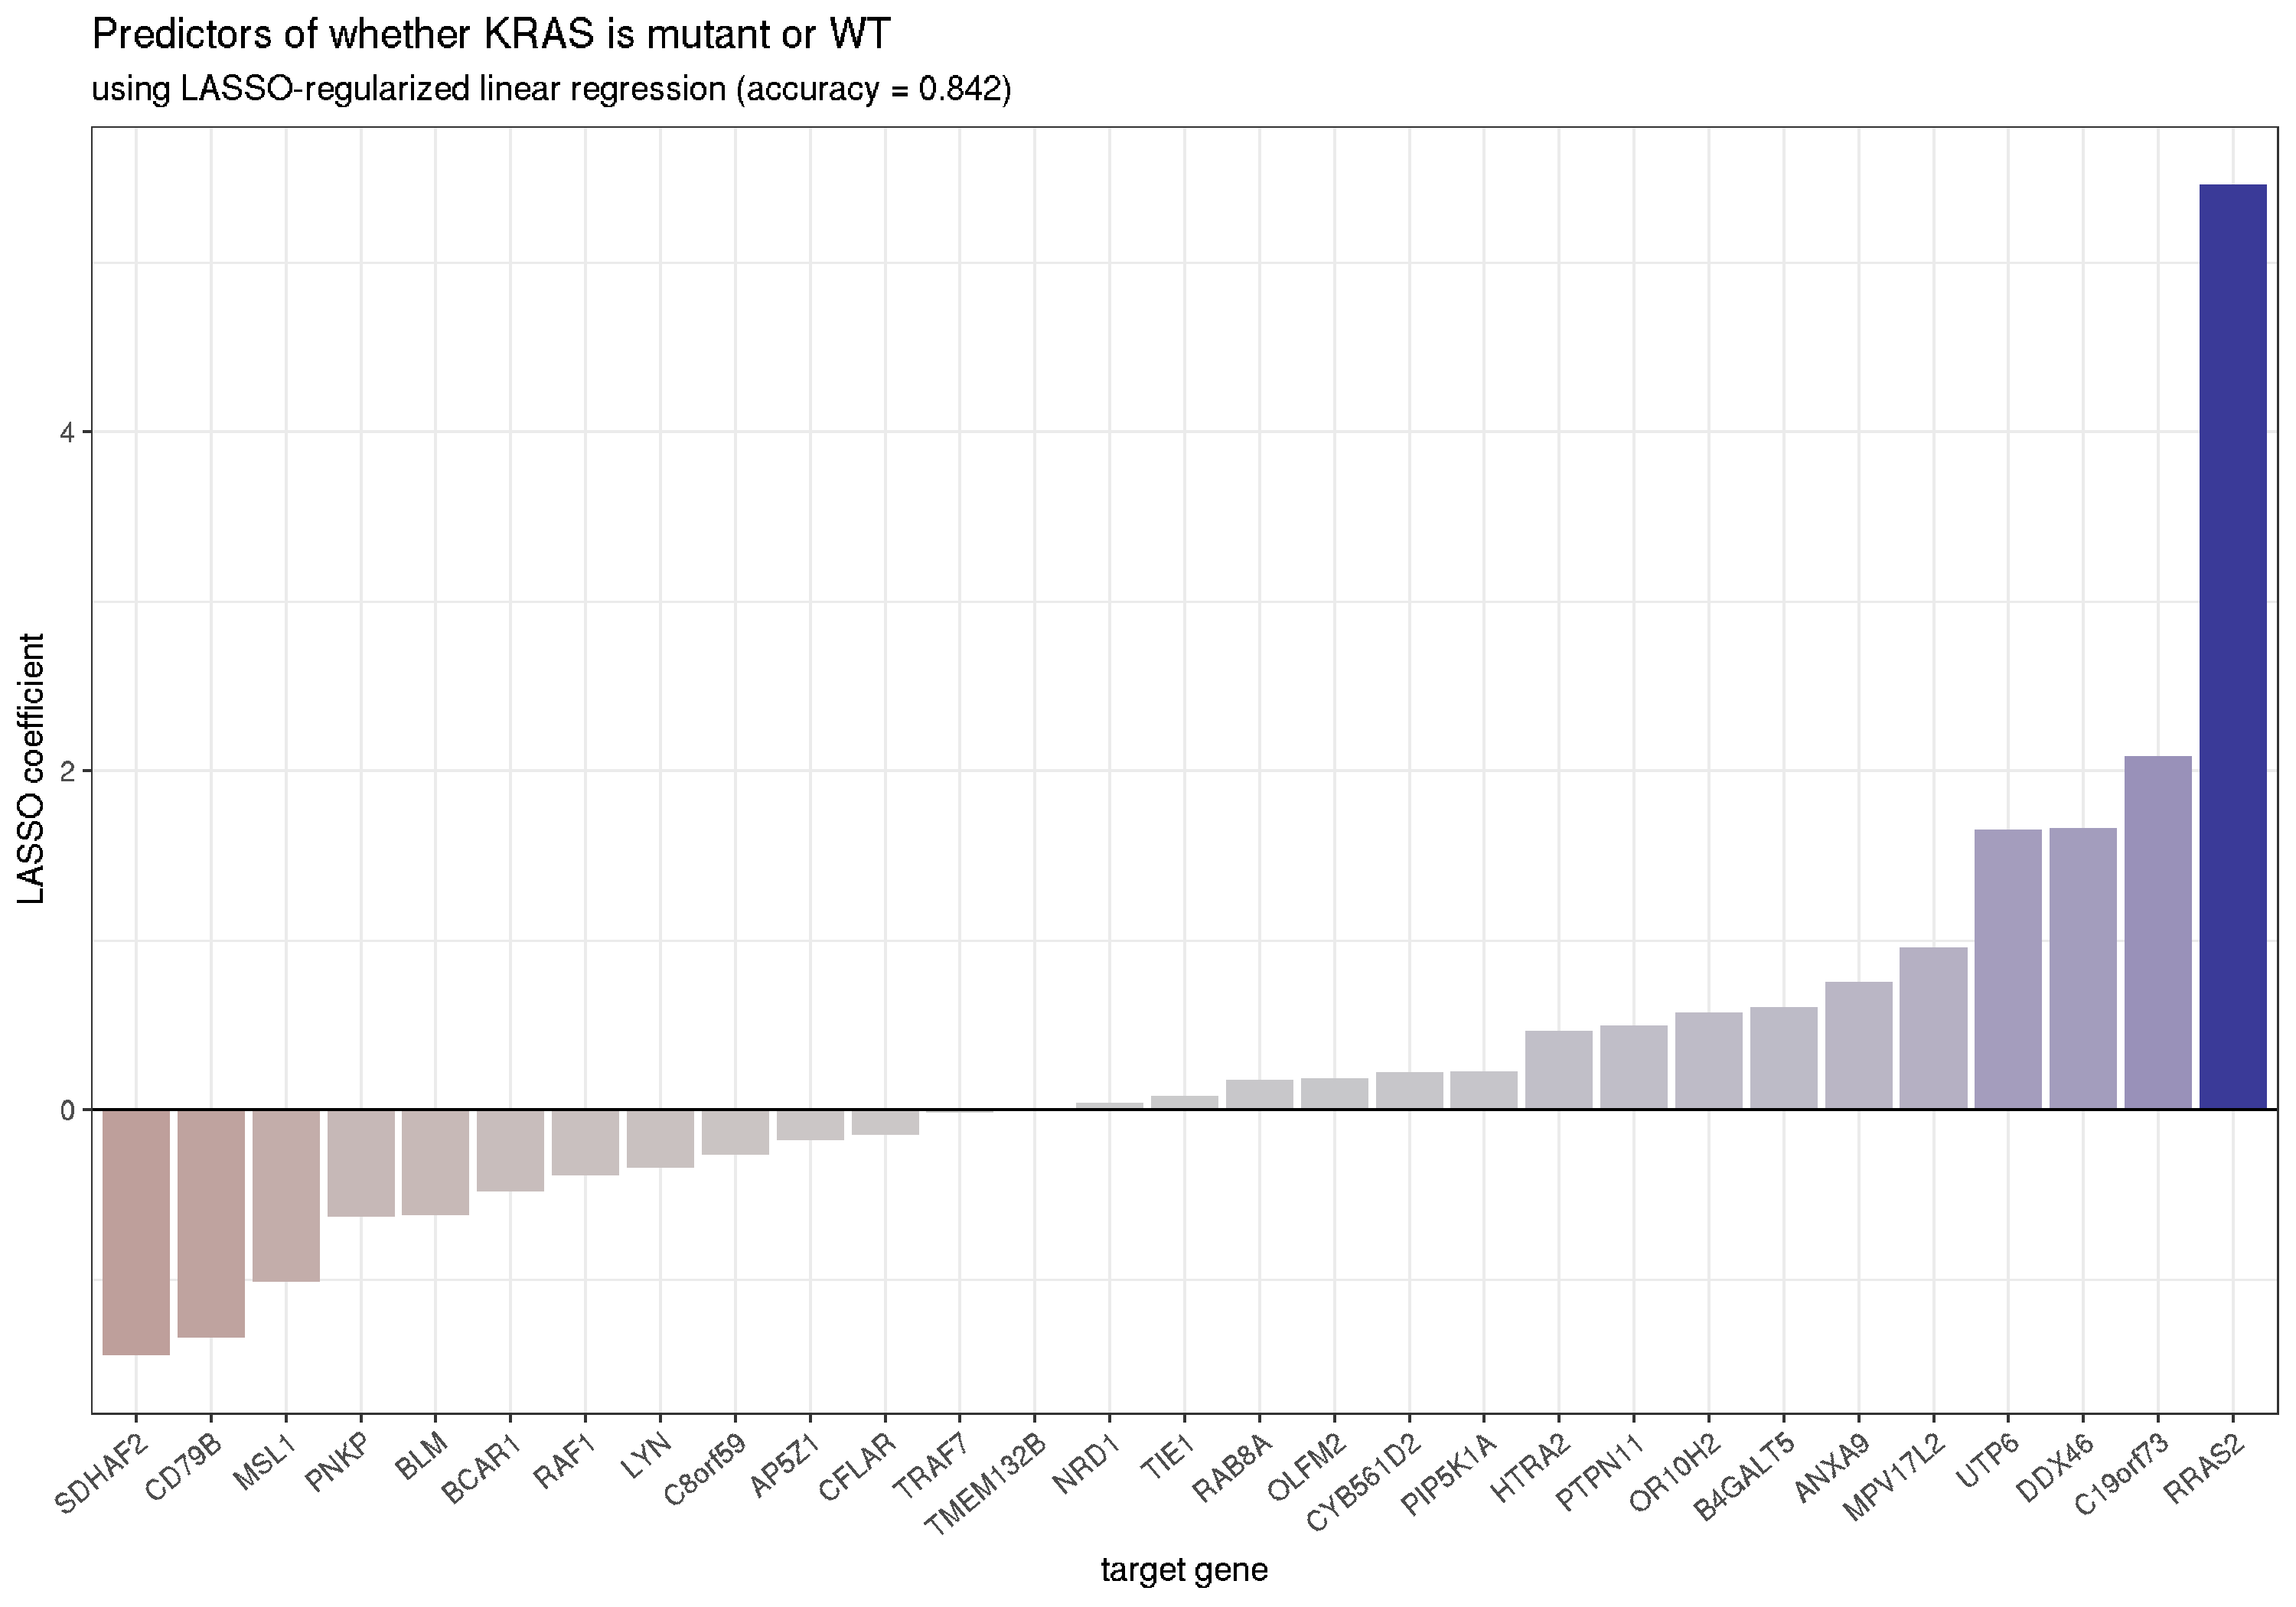 Predictors of whether KRAS is mutant or WT
using LASSO-regularized linear regression (accuracy = 0.842)
LASSO coefficient
4
2
0
SDHAF2
CD79B
MSL1
PNKP
BLM
BCAR1
RAF1
LYN
C8orf59
AP5Z1
CFLAR
TRAF7
TMEM132B
NRD1
TIE1
RAB8A
OLFM2
CYB561D2
PIP5K1A
HTRA2
PTPN11
OR10H2
B4GALT5
ANXA9
MPV17L2
UTP6
DDX46
C19orf73
RRAS2
target gene